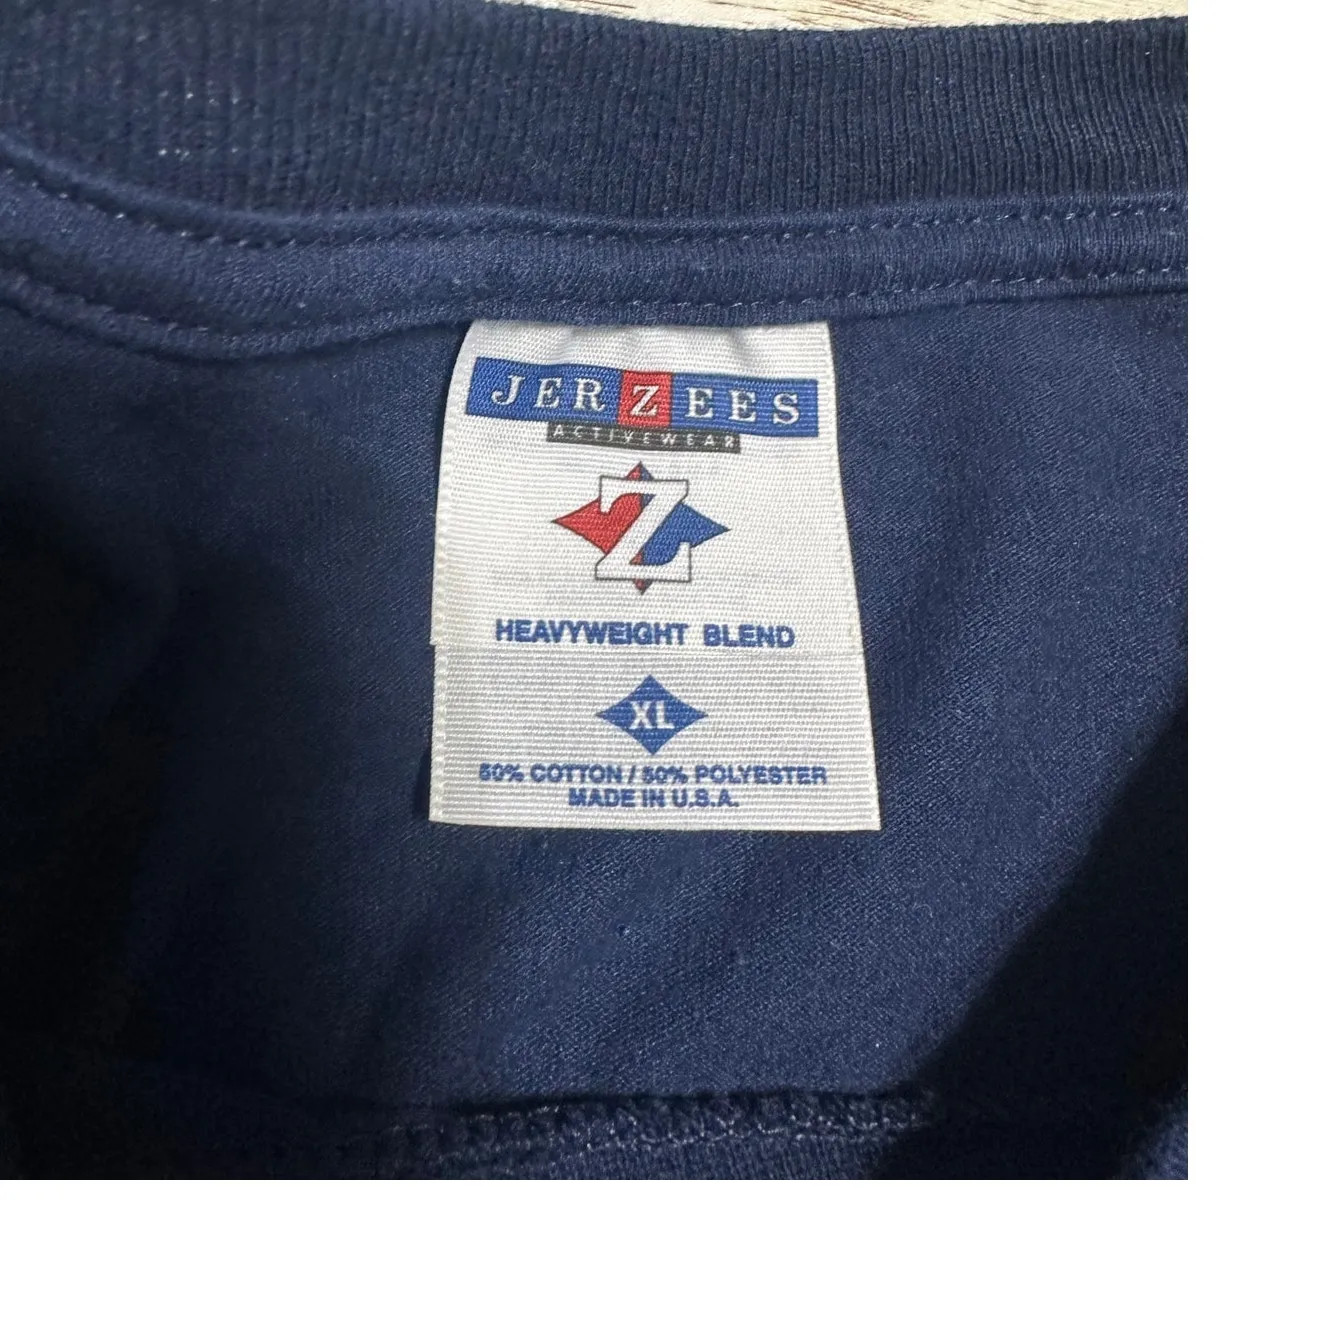 JERZEES
ACTIVEWEAR
Z
HEAVYWEIGHT BLEND
XL
50% COTTON / 50% POLYESTER
MADE IN U.S.A.